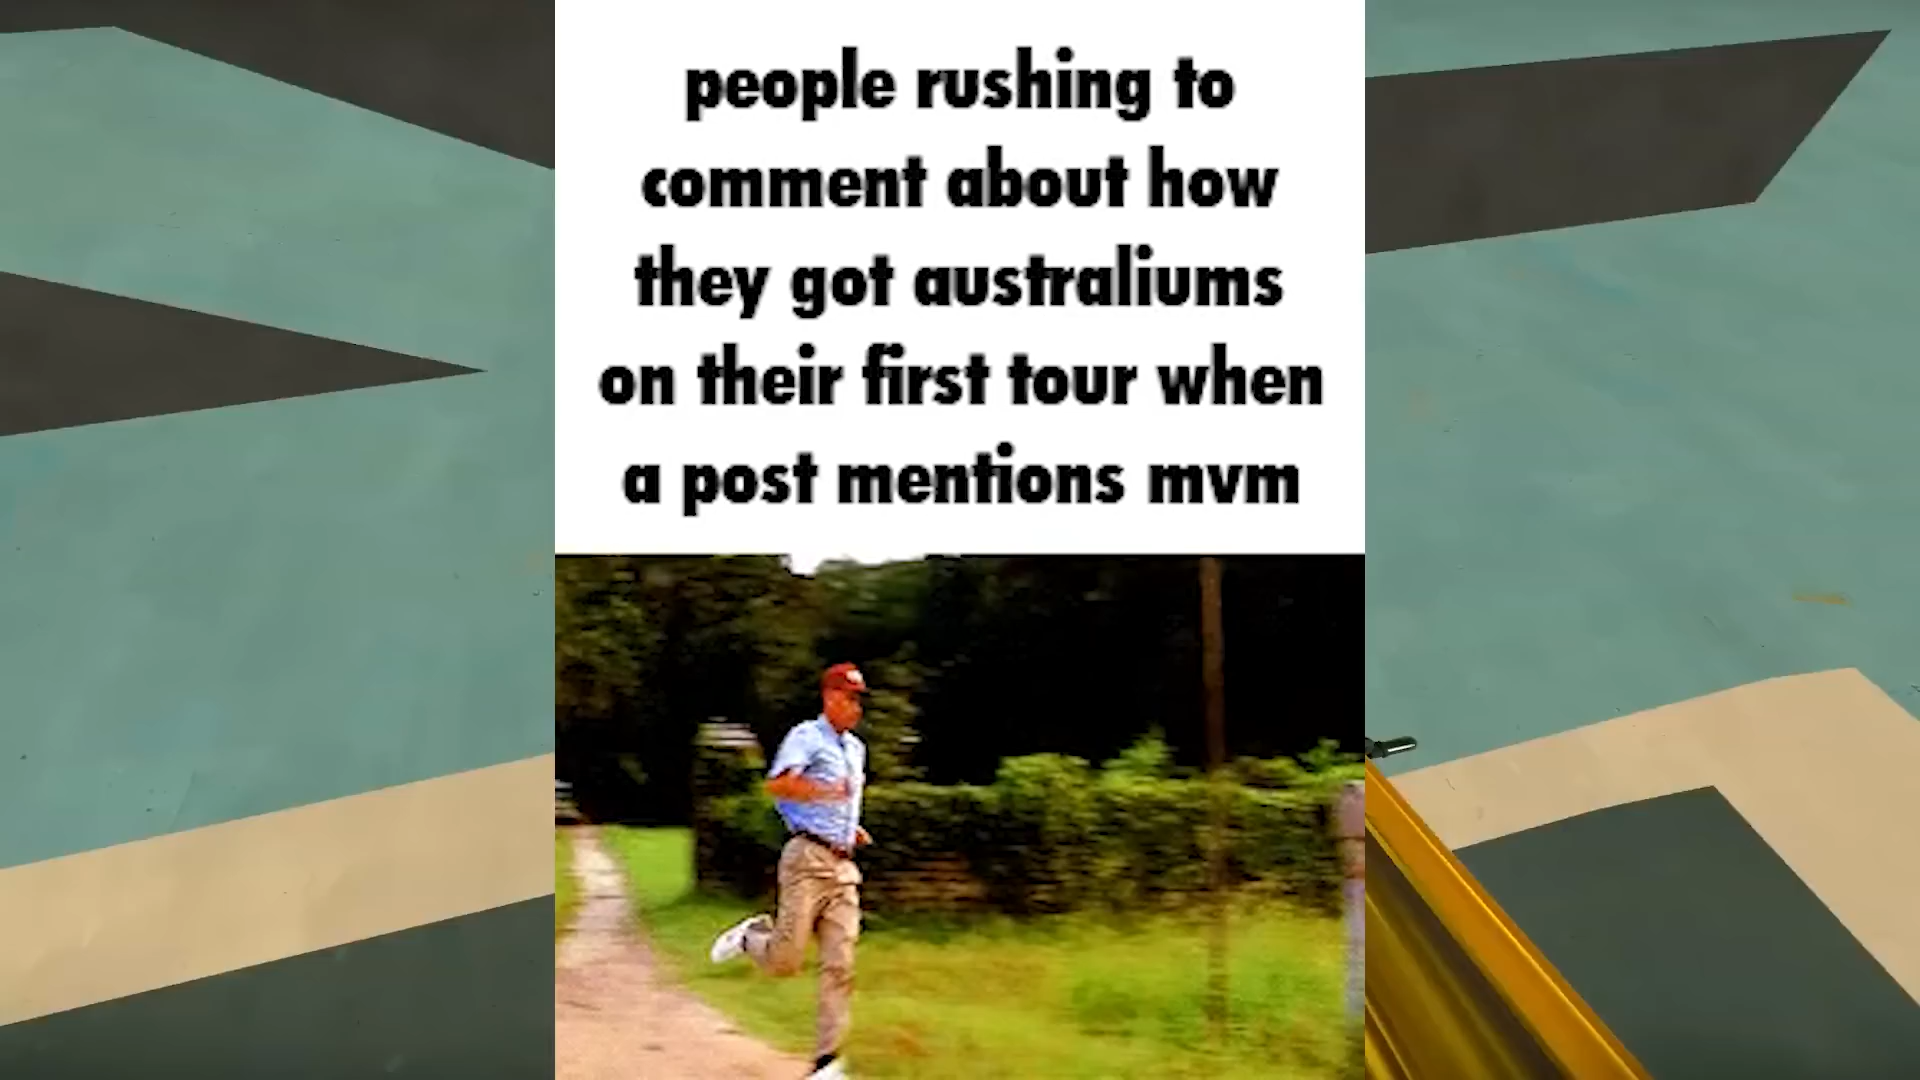 people rushing to
comment about how
they got australiums
on their first tour when
a post mentions mvm